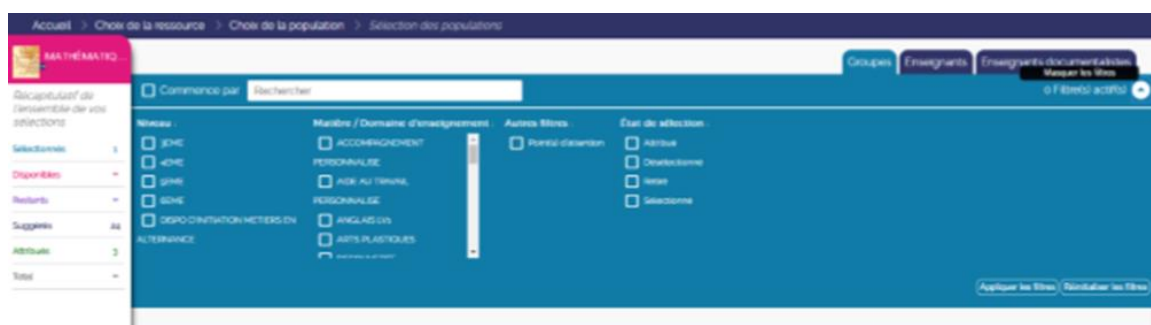 Accueil > Choix de la ressource > Choix de la population > Sélection des populations
MATHÉMATIQ...
Récapitulatif de
l'ensemble de vos
sélections
Sélectionnés 1
Disponibles -
Restants -
Suggérés
Attribués 3
Total -
Groupes Enseignants Enseignants documentalistes
Masquer les filtres
Commence par Rechercher
0 Filtre(s) actif(s)
Niveau :
3EME
4EME
5EME
6EME
DISPO D'INITIATION METIERS EN
ALTERNANCE
Matière / Domaine d'enseignement :
ACCOMPAGNEMENT
PERSONNALISE
AIDE AU TRAVAIL
PERSONNALISE
ANGLAIS LV1
ARTS PLASTIQUES
Autres filtres :
Point(s) d'attention
État de sélection :
Attribué
Désélectionné
Retiré
Sélectionné
Appliquer les filtres Réinitialiser les filtres